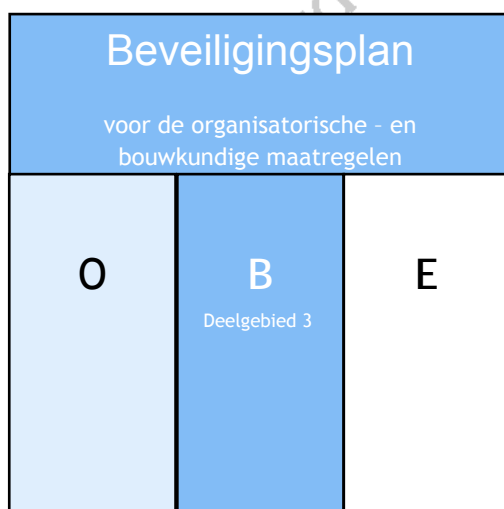 Beveiligingsplan
voor de organisatorische – en
bouwkundige maatregelen
O B E
Deelgebied 3